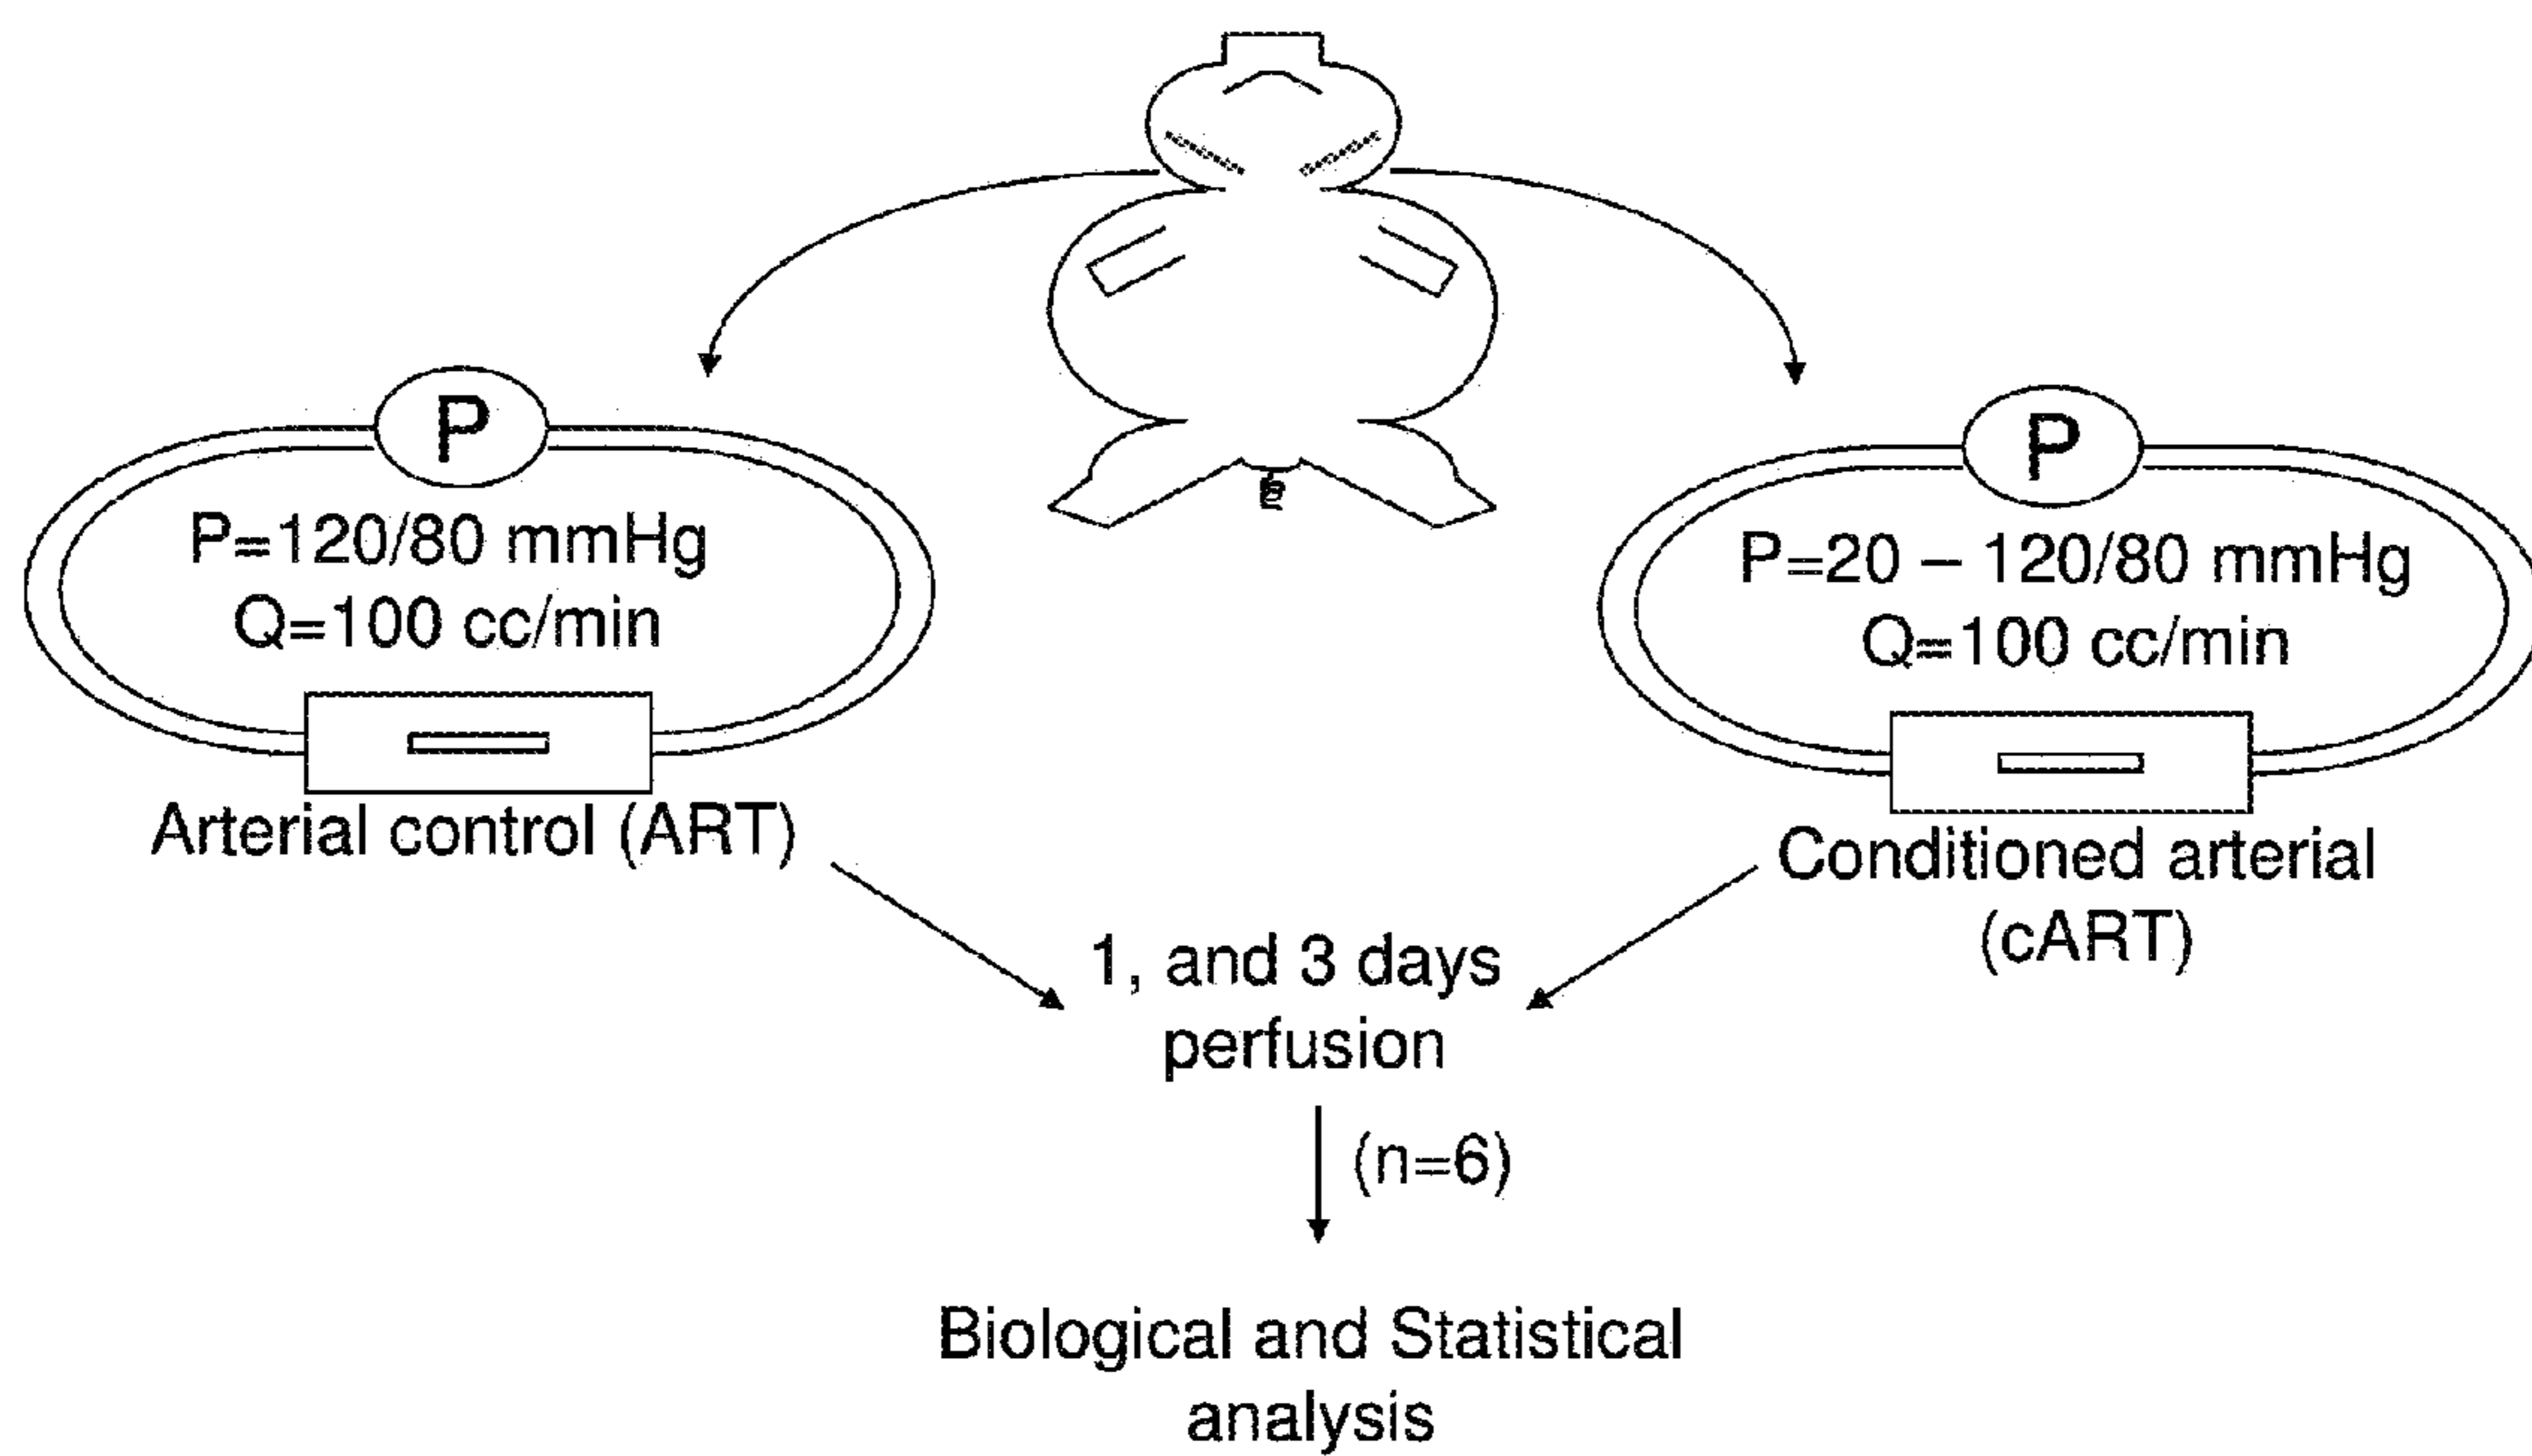 P
P=120/80 mmHg
Q=100 cc/min
Arterial control (ART)
P
P=20 – 120/80 mmHg
Q=100 cc/min
Conditioned arterial
(cART)
1, and 3 days
perfusion
(n=6)
Biological and Statistical
analysis